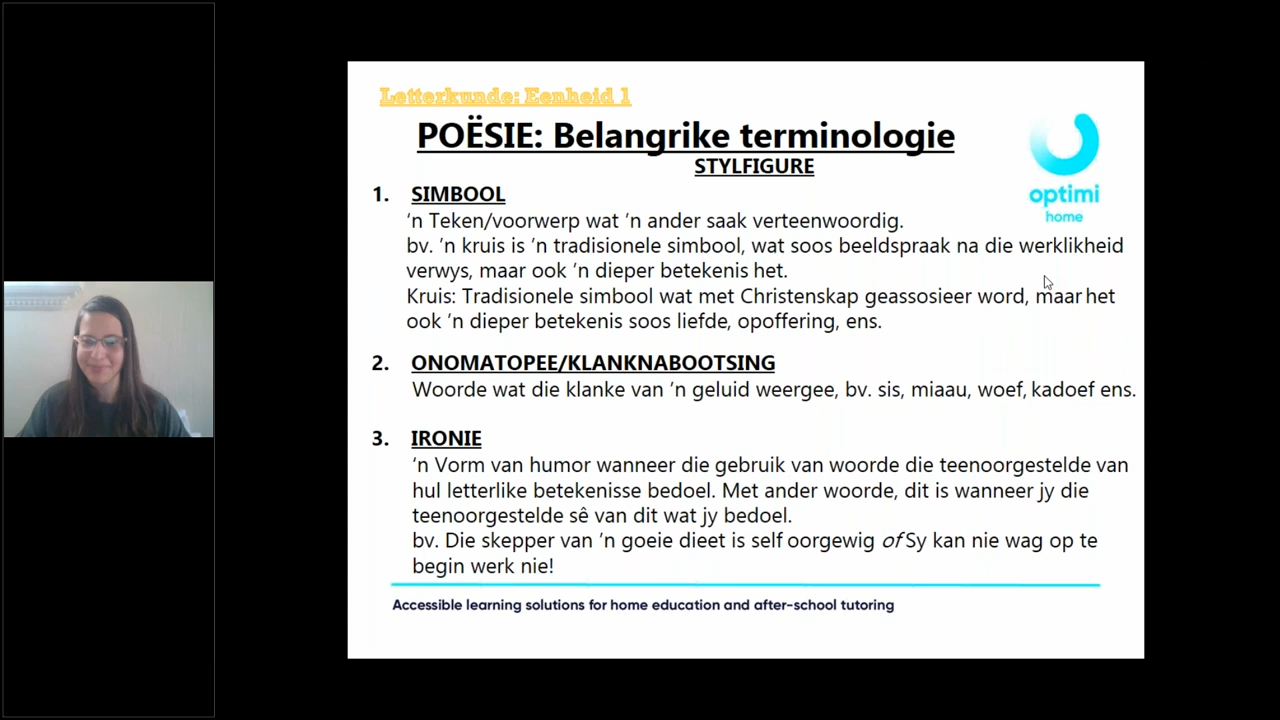 Letterkunde: Eenheid 1
POËSIE: Belangrike terminologie
STYLFIGURE
optimi
home
1. SIMBOOL
‘n Teken/voorwerp wat ’n ander saak verteenwoordig.
bv. ’n kruis is ’n tradisionele simbool, wat soos beeldspraak na die werklikheid
verwys, maar ook ’n dieper betekenis het.
Kruis: Tradisionele simbool wat met Christenskap geassosieer word, maar het
ook ’n dieper betekenis soos liefde, opoffering, ens.
2. ONOMATOPEE/KLANKNABOOTSING
Woorde wat die klanke van ’n geluid weergee, bv. sis, miaau, woef, kadoef ens.
3. IRONIE
‘n Vorm van humor wanneer die gebruik van woorde die teenoorgestelde van
hul letterlike betekenisse bedoel. Met ander woorde, dit is wanneer jy die
teenoorgestelde sê van dit wat jy bedoel.
bv. Die skepper van ’n goeie dieet is self oorgewig of Sy kan nie wag op te
begin werk nie!
Accessible learning solutions for home education and after-school tutoring